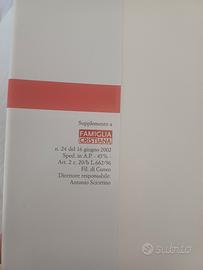 Supplemento a
FAMIGLIA
CRISTIANA
n. 24 del 16 giugno 2002
Sped. in A.P. - 45% -
Art. 2 c. 20/b L.662/96
Fil. di Cuneo
Direttore responsabile:
Antonio Sciortino
subito